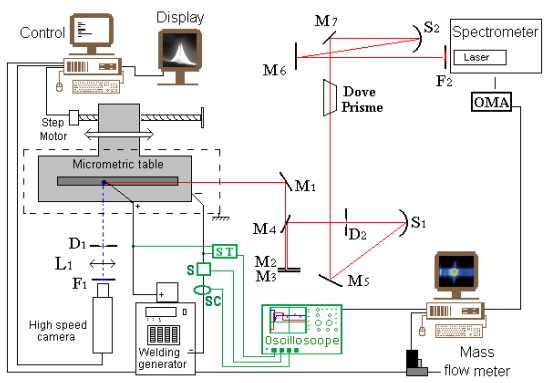 Control
Display
M7
S2
Spectrometer
Laser
M6
F2
Dove
Prisme
OMA
Step
Motor
Micrometric table
M1
M4
D2
S1
M2
M3
M5
D1
L1
F1
ST
S
SC
High speed
camera
Welding
generator
Oscilloscope
Mass
flow meter
+
−
+
−